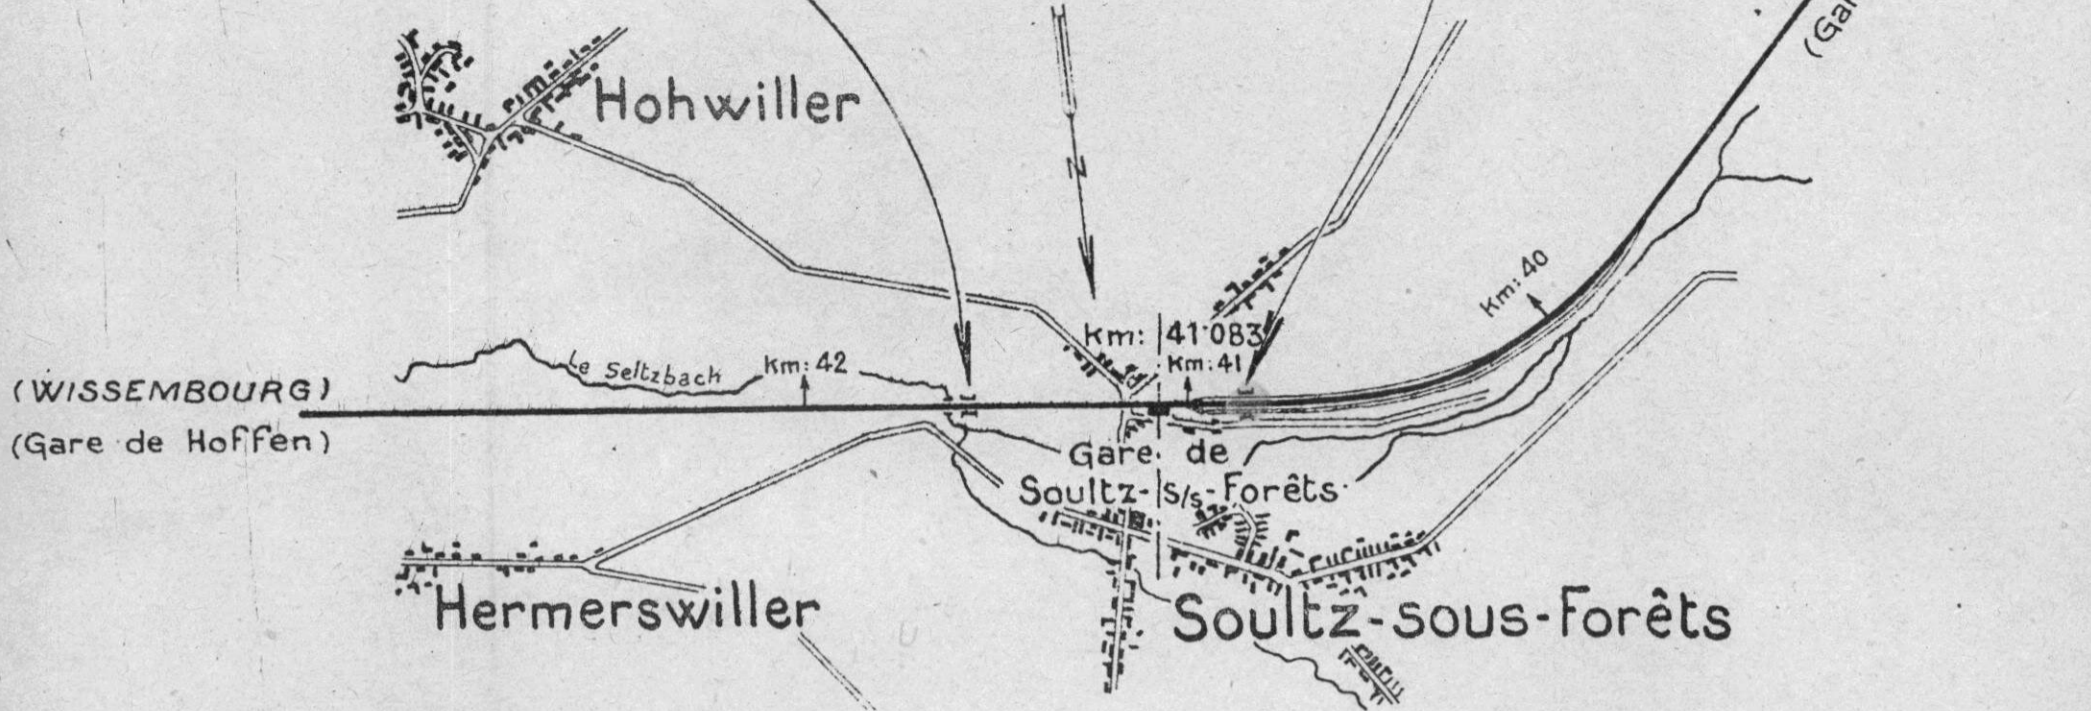 (Gar
Hohwiller
N
Km: 40
km: 41·083
Le Seltzbach
Km: 42
Km: 41
(WISSEMBOURG)
(Gare de Hoffen)
Gare de
Soultz-s/s-Forêts
Hermerswiller
Soultz-sous-Forêts